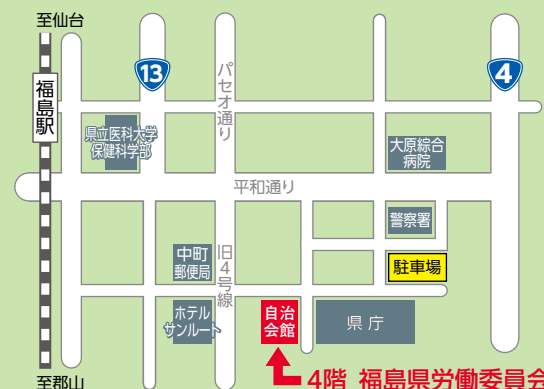 至仙台
13
4
福島駅
パセオ通り
県立医科大学
保健科学部
大原綜合
病院
平和通り
警察署
中町
郵便局
旧4号線
駐車場
ホテル
サンルート
自治
会館
県庁
4階 福島県労働委員会
至郡山